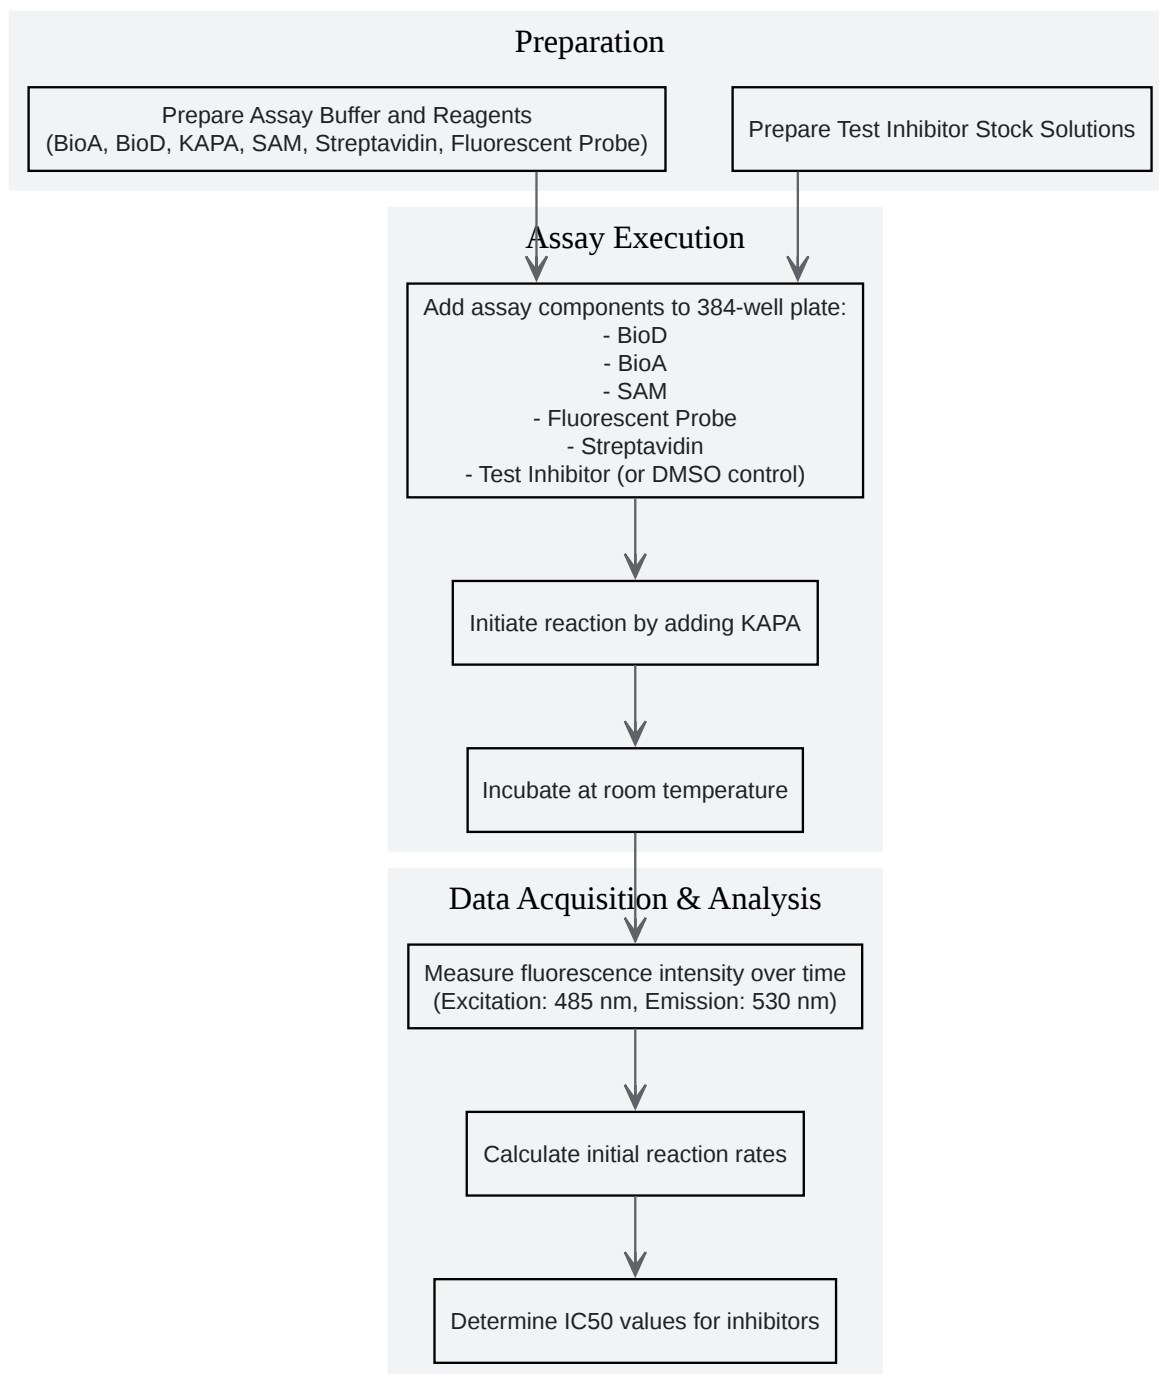 Preparation
Prepare Assay Buffer and Reagents
(BioA, BioD, KAPA, SAM, Streptavidin, Fluorescent Probe)
Prepare Test Inhibitor Stock Solutions
Assay Execution
Add assay components to 384-well plate:
- BioD
- BioA
- SAM
- Fluorescent Probe
- Streptavidin
- Test Inhibitor (or DMSO control)
Initiate reaction by adding KAPA
Incubate at room temperature
Data Acquisition & Analysis
Measure fluorescence intensity over time
(Excitation: 485 nm, Emission: 530 nm)
Calculate initial reaction rates
Determine IC50 values for inhibitors